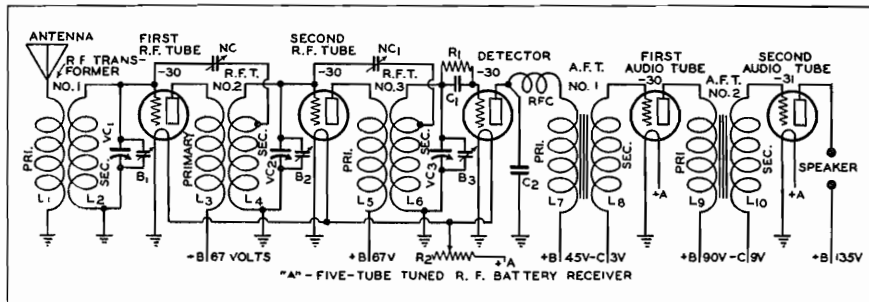 ANTENNA
R F TRANS-
FORMER
NO.1
FIRST
R.F. TUBE
-30
NC
R.F.T.
NO.2
SECOND
R.F. TUBE
-30
NC1
R.F.T.
NO.3
R1
C1
DETECTOR
-30
RFC
A.F.T.
NO. 1
FIRST
AUDIO TUBE
-30
A.F.T.
NO. 2
SECOND
AUDIO TUBE
-31
PRI.
SEC.
VC1
B1
PRIMARY
SEC.
VC2
B2
PRI.
SEC.
VC3
B3
C2
PRI.
SEC.
+A
PRI.
SEC.
+A
SPEAKER
L1
L2
L3
L4
L5
L6
L7
L8
L9
L10
+B 67 VOLTS
+B 67V
R2
+A
+B 45V-C 3V
+B 90V-C 9V
+B 135V
"A"-FIVE-TUBE TUNED R. F. BATTERY RECEIVER